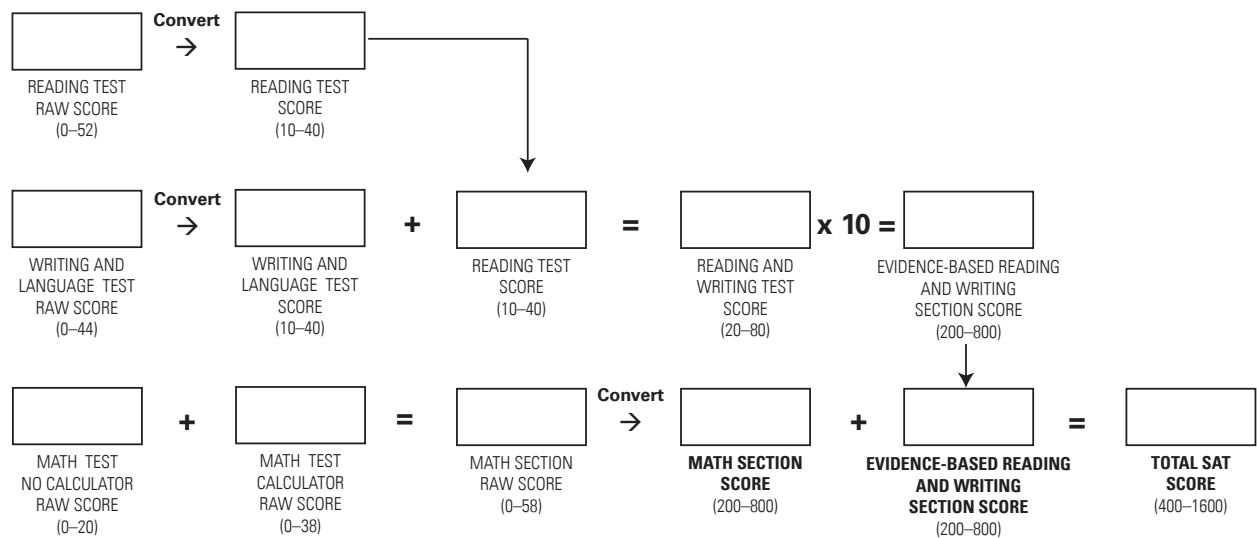 Convert
→
READING TEST
RAW SCORE
(0–52)
READING TEST
SCORE
(10–40)
Convert
→
+
=
x 10 =
WRITING AND
LANGUAGE TEST
RAW SCORE
(0–44)
WRITING AND
LANGUAGE TEST
SCORE
(10–40)
READING TEST
SCORE
(10–40)
READING AND
WRITING TEST
SCORE
(20–80)
EVIDENCE-BASED READING
AND WRITING
SECTION SCORE
(200–800)
+
=
Convert
→
+
=
MATH TEST
NO CALCULATOR
RAW SCORE
(0–20)
MATH TEST
CALCULATOR
RAW SCORE
(0–38)
MATH SECTION
RAW SCORE
(0–58)
MATH SECTION
SCORE
(200–800)
EVIDENCE-BASED READING
AND WRITING
SECTION SCORE
(200–800)
TOTAL SAT
SCORE
(400–1600)